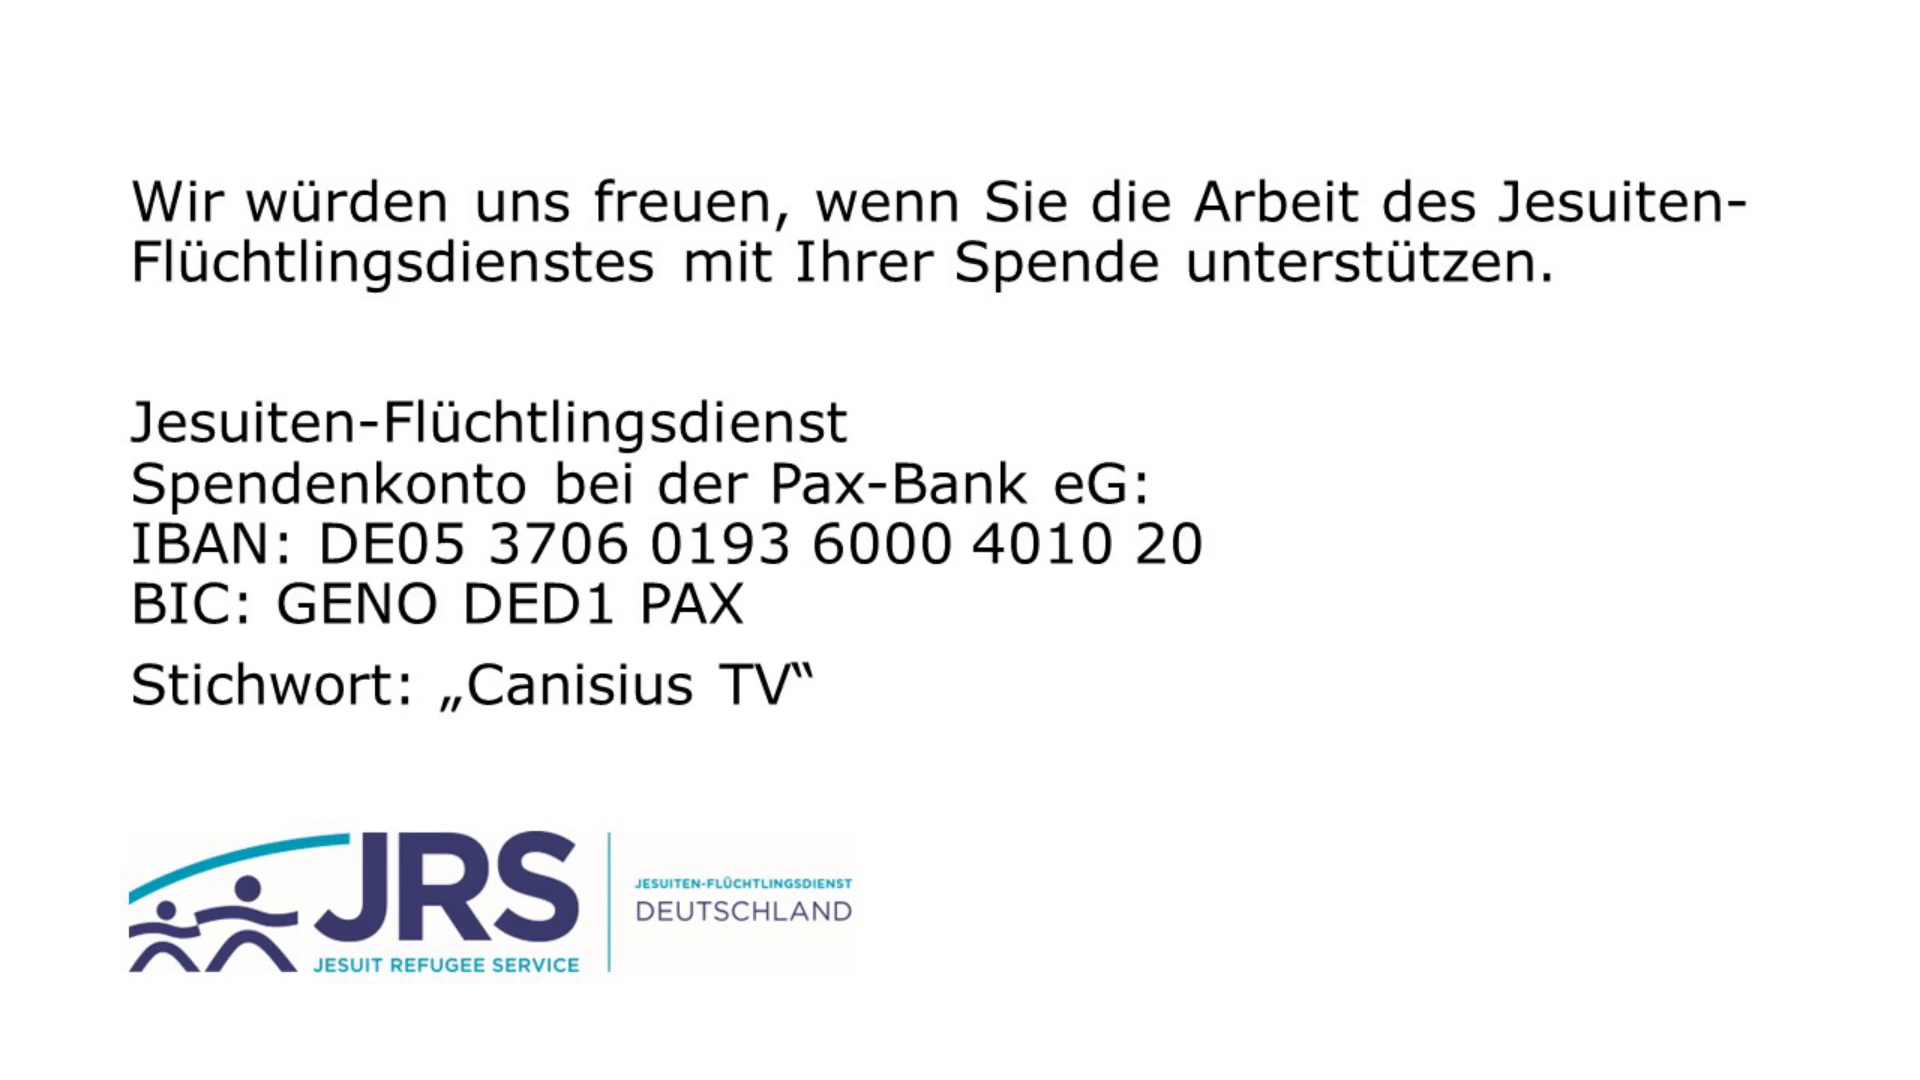 Wir würden uns freuen, wenn Sie die Arbeit des Jesuiten-
Flüchtlingsdienstes mit Ihrer Spende unterstützen.
Jesuiten-Flüchtlingsdienst
Spendenkonto bei der Pax-Bank eG:
IBAN: DE05 3706 0193 6000 4010 20
BIC: GENO DED1 PAX
Stichwort: „Canisius TV“
JRS
JESUIT REFUGEE SERVICE
JESUITEN-FLÜCHTLINGSDIENST
DEUTSCHLAND